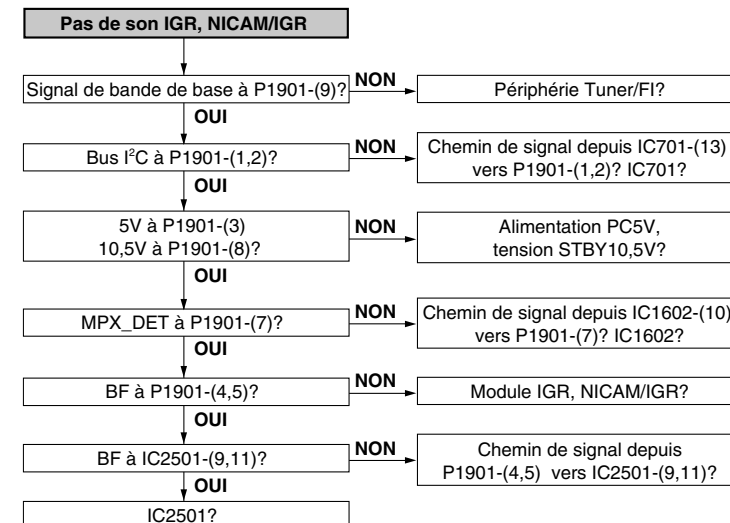 Pas de son IGR, NICAM/IGR
Signal de bande de base à P1901-(9)?
NON
Périphérie Tuner/FI?
OUI
Bus I²C à P1901-(1,2)?
NON
Chemin de signal depuis IC701-(13)
vers P1901-(1,2)? IC701?
OUI
5V à P1901-(3)
10,5V à P1901-(8)?
NON
Alimentation PC5V,
tension STBY10,5V?
OUI
MPX_DET à P1901-(7)?
NON
Chemin de signal depuis IC1602-(10)
vers P1901-(7)? IC1602?
OUI
BF à P1901-(4,5)?
NON
Module IGR, NICAM/IGR?
OUI
BF à IC2501-(9,11)?
NON
Chemin de signal depuis
P1901-(4,5) vers IC2501-(9,11)?
OUI
IC2501?